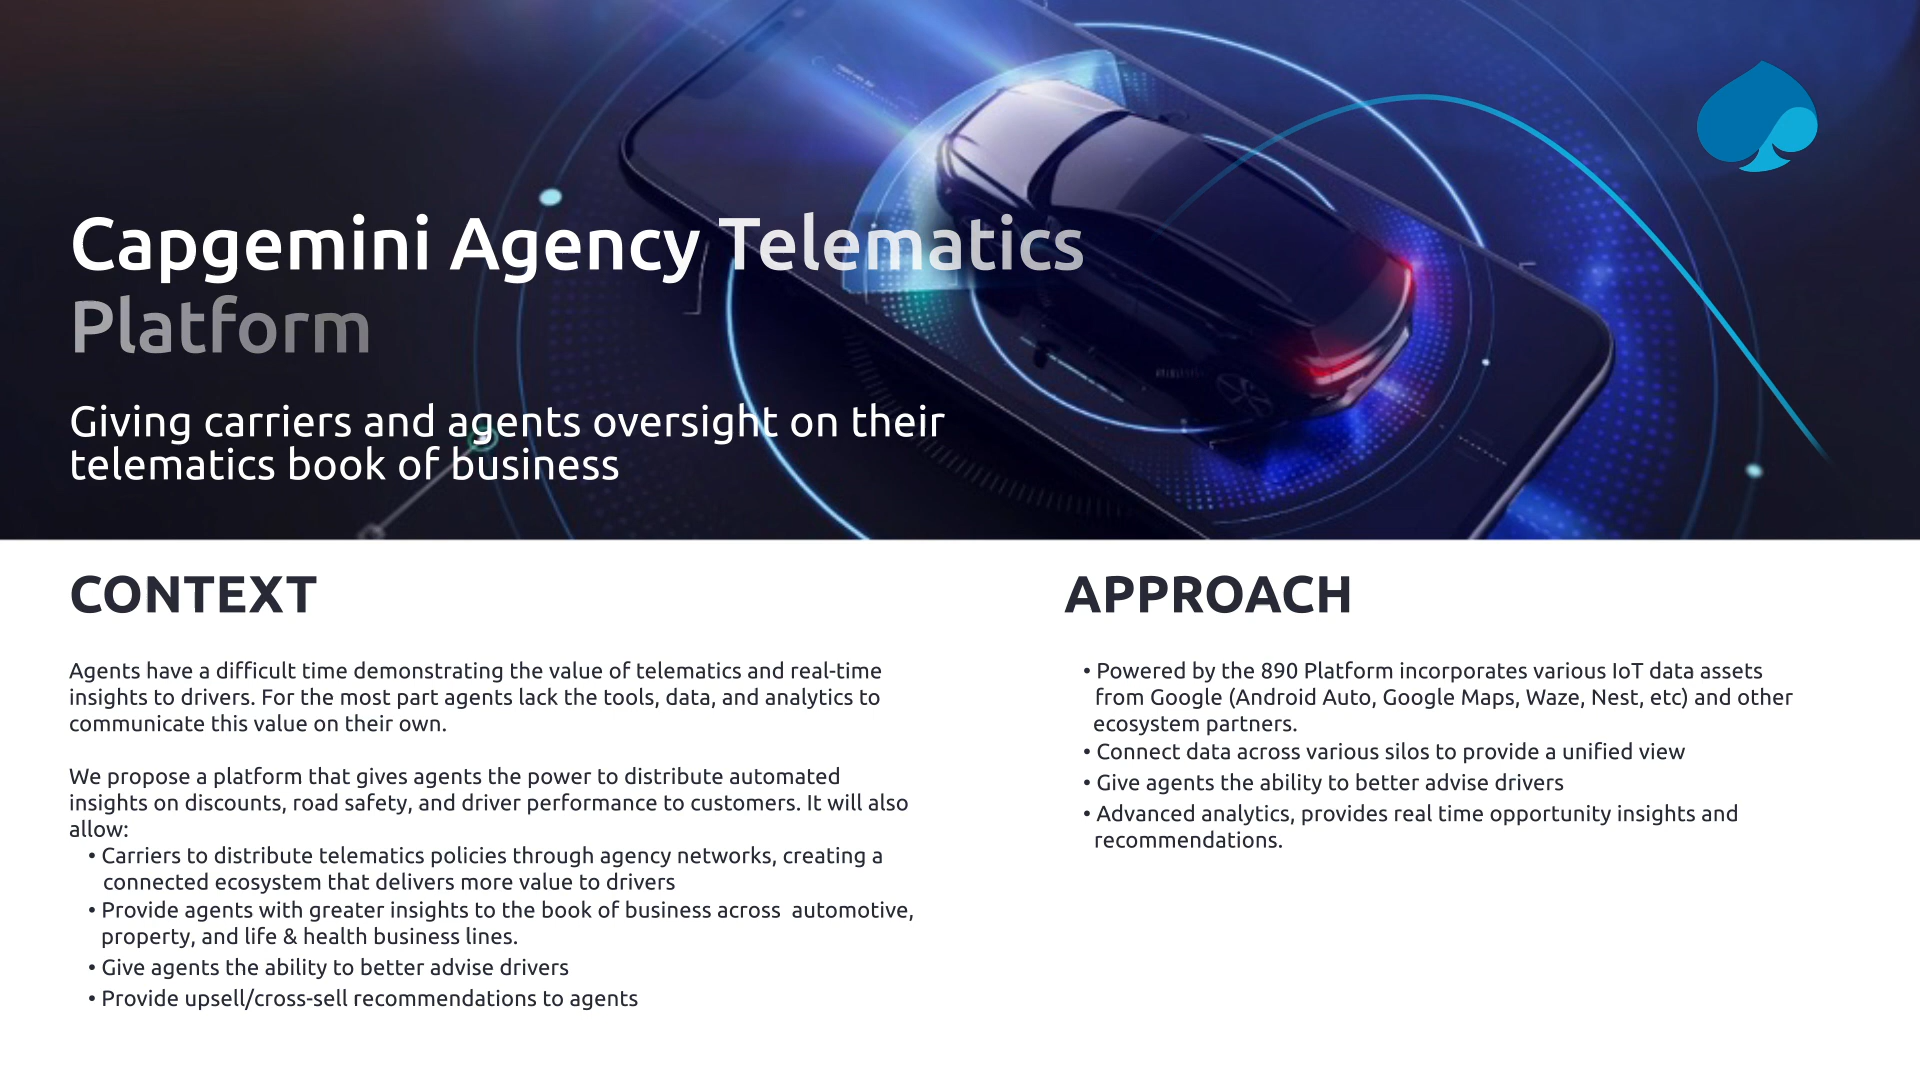 Capgemini Agency Telematics
Platform
Giving carriers and agents oversight on their
telematics book of business
CONTEXT
Agents have a difficult time demonstrating the value of telematics and real-time
insights to drivers. For the most part agents lack the tools, data, and analytics to
communicate this value on their own.
We propose a platform that gives agents the power to distribute automated
insights on discounts, road safety, and driver performance to customers. It will also
allow:
• Carriers to distribute telematics policies through agency networks, creating a
connected ecosystem that delivers more value to drivers
• Provide agents with greater insights to the book of business across  automotive,
property, and life & health business lines.
• Give agents the ability to better advise drivers
• Provide upsell/cross-sell recommendations to agents
APPROACH
• Powered by the 890 Platform incorporates various IoT data assets
from Google (Android Auto, Google Maps, Waze, Nest, etc) and other
ecosystem partners.
• Connect data across various silos to provide a unified view
• Give agents the ability to better advise drivers
• Advanced analytics, provides real time opportunity insights and
recommendations.